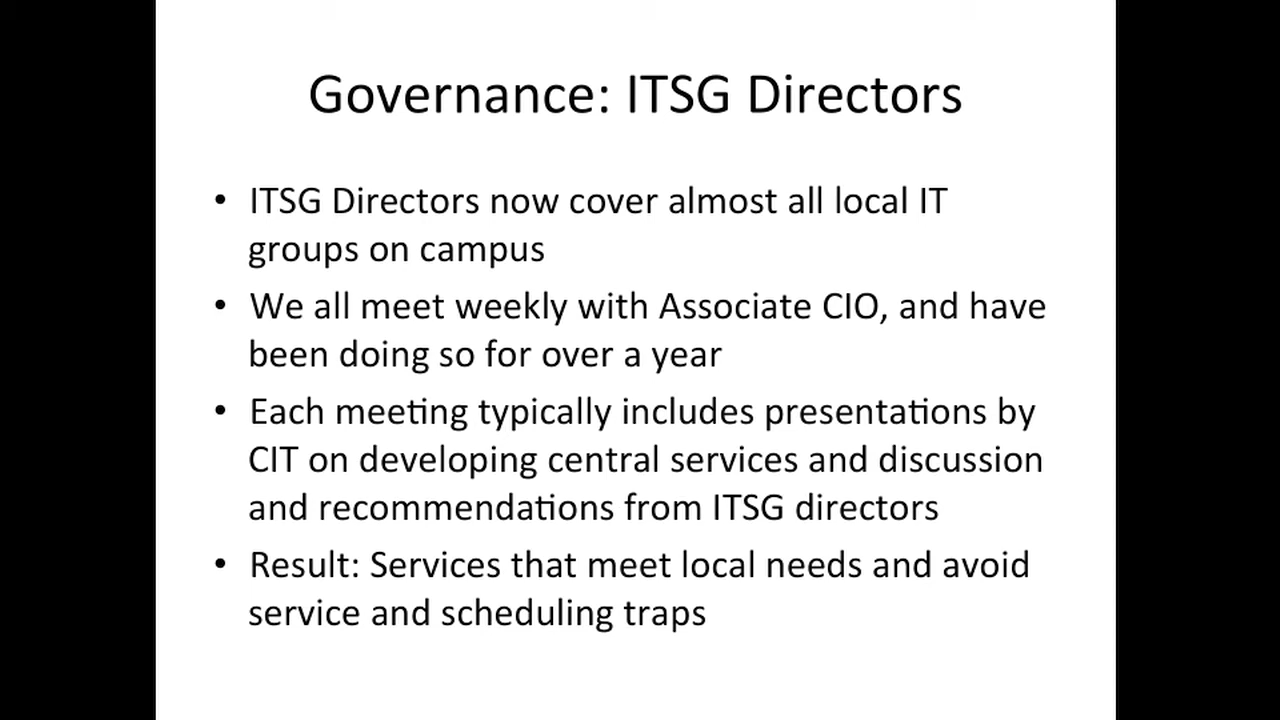 Governance: ITSG Directors
• ITSG Directors now cover almost all local IT
groups on campus
• We all meet weekly with Associate CIO, and have
been doing so for over a year
• Each meeting typically includes presentations by
CIT on developing central services and discussion
and recommendations from ITSG directors
• Result: Services that meet local needs and avoid
service and scheduling traps